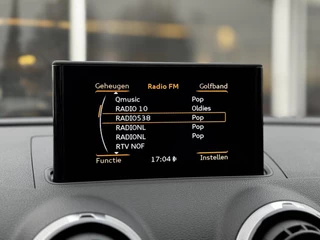 Geheugen Radio FM Golfband
Qmusic Pop
RADIO 10 Oldies
RADIO538 Pop
RADIONL Pop
RADIONL Pop
RTV NOF
Functie 17:04 Instellen